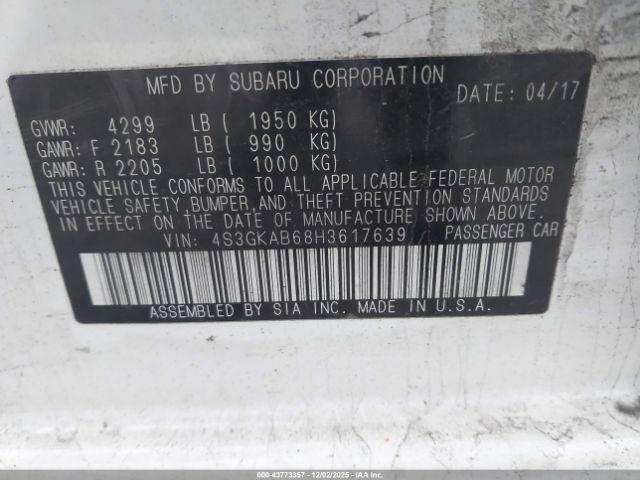 MFD BY SUBARU CORPORATION
DATE: 04/17
GVWR: 4299 LB ( 1950 KG)
GAWR: F 2183 LB ( 990 KG)
GAWR: R 2205 LB ( 1000 KG)
THIS VEHICLE CONFORMS TO ALL APPLICABLE FEDERAL MOTOR
VEHICLE SAFETY, BUMPER, AND THEFT PREVENTION STANDARDS
IN EFFECT ON THE DATE OF MANUFACTURE SHOWN ABOVE.
VIN: 4S3GKAB68H3617639 PASSENGER CAR
ASSEMBLED BY SIA INC. MADE IN U.S.A.
000-43773357 - 12/02/2025 - IAAI.CA